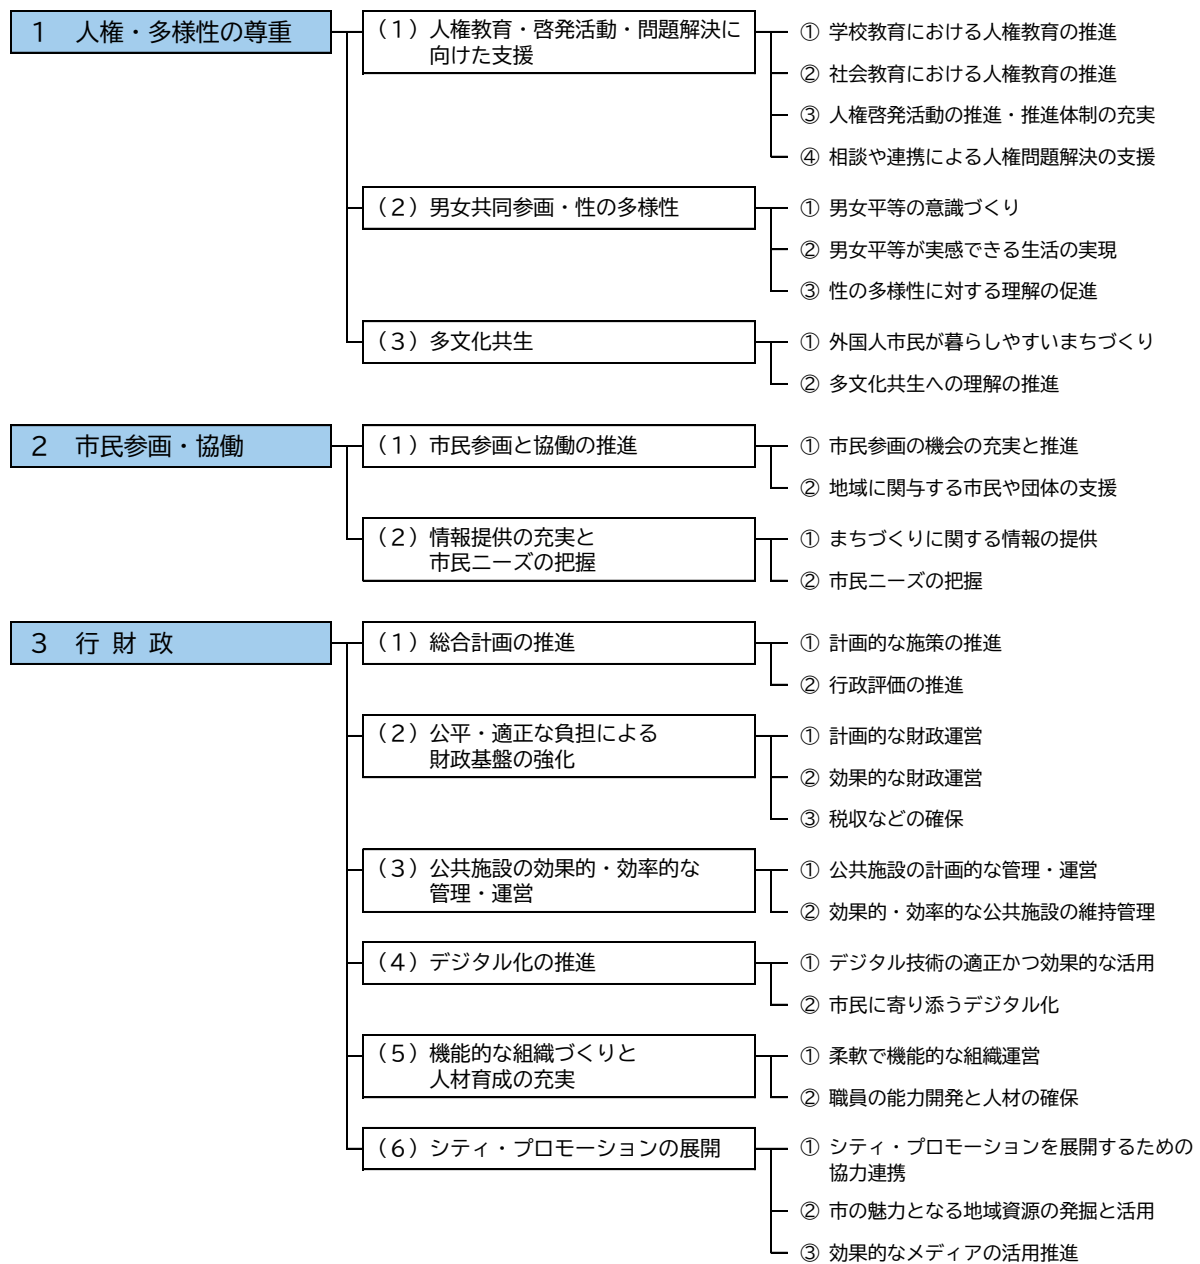 1　人権・多様性の尊重
（1）人権教育・啓発活動・問題解決に
向けた支援
① 学校教育における人権教育の推進
② 社会教育における人権教育の推進
③ 人権啓発活動の推進・推進体制の充実
④ 相談や連携による人権問題解決の支援
（2）男女共同参画・性の多様性
① 男女平等の意識づくり
② 男女平等が実感できる生活の実現
③ 性の多様性に対する理解の促進
（3）多文化共生
① 外国人市民が暮らしやすいまちづくり
② 多文化共生への理解の推進
2　市民参画・協働
（1）市民参画と協働の推進
① 市民参画の機会の充実と推進
② 地域に関与する市民や団体の支援
（2）情報提供の充実と
市民ニーズの把握
① まちづくりに関する情報の提供
② 市民ニーズの把握
3　行 財 政
（1）総合計画の推進
① 計画的な施策の推進
② 行政評価の推進
（2）公平・適正な負担による
財政基盤の強化
① 計画的な財政運営
② 効果的な財政運営
③ 税収などの確保
（3）公共施設の効果的・効率的な
管理・運営
① 公共施設の計画的な管理・運営
② 効果的・効率的な公共施設の維持管理
（4）デジタル化の推進
① デジタル技術の適正かつ効果的な活用
② 市民に寄り添うデジタル化
（5）機能的な組織づくりと
人材育成の充実
① 柔軟で機能的な組織運営
② 職員の能力開発と人材の確保
（6）シティ・プロモーションの展開
① シティ・プロモーションを展開するための
協力連携
② 市の魅力となる地域資源の発掘と活用
③ 効果的なメディアの活用推進